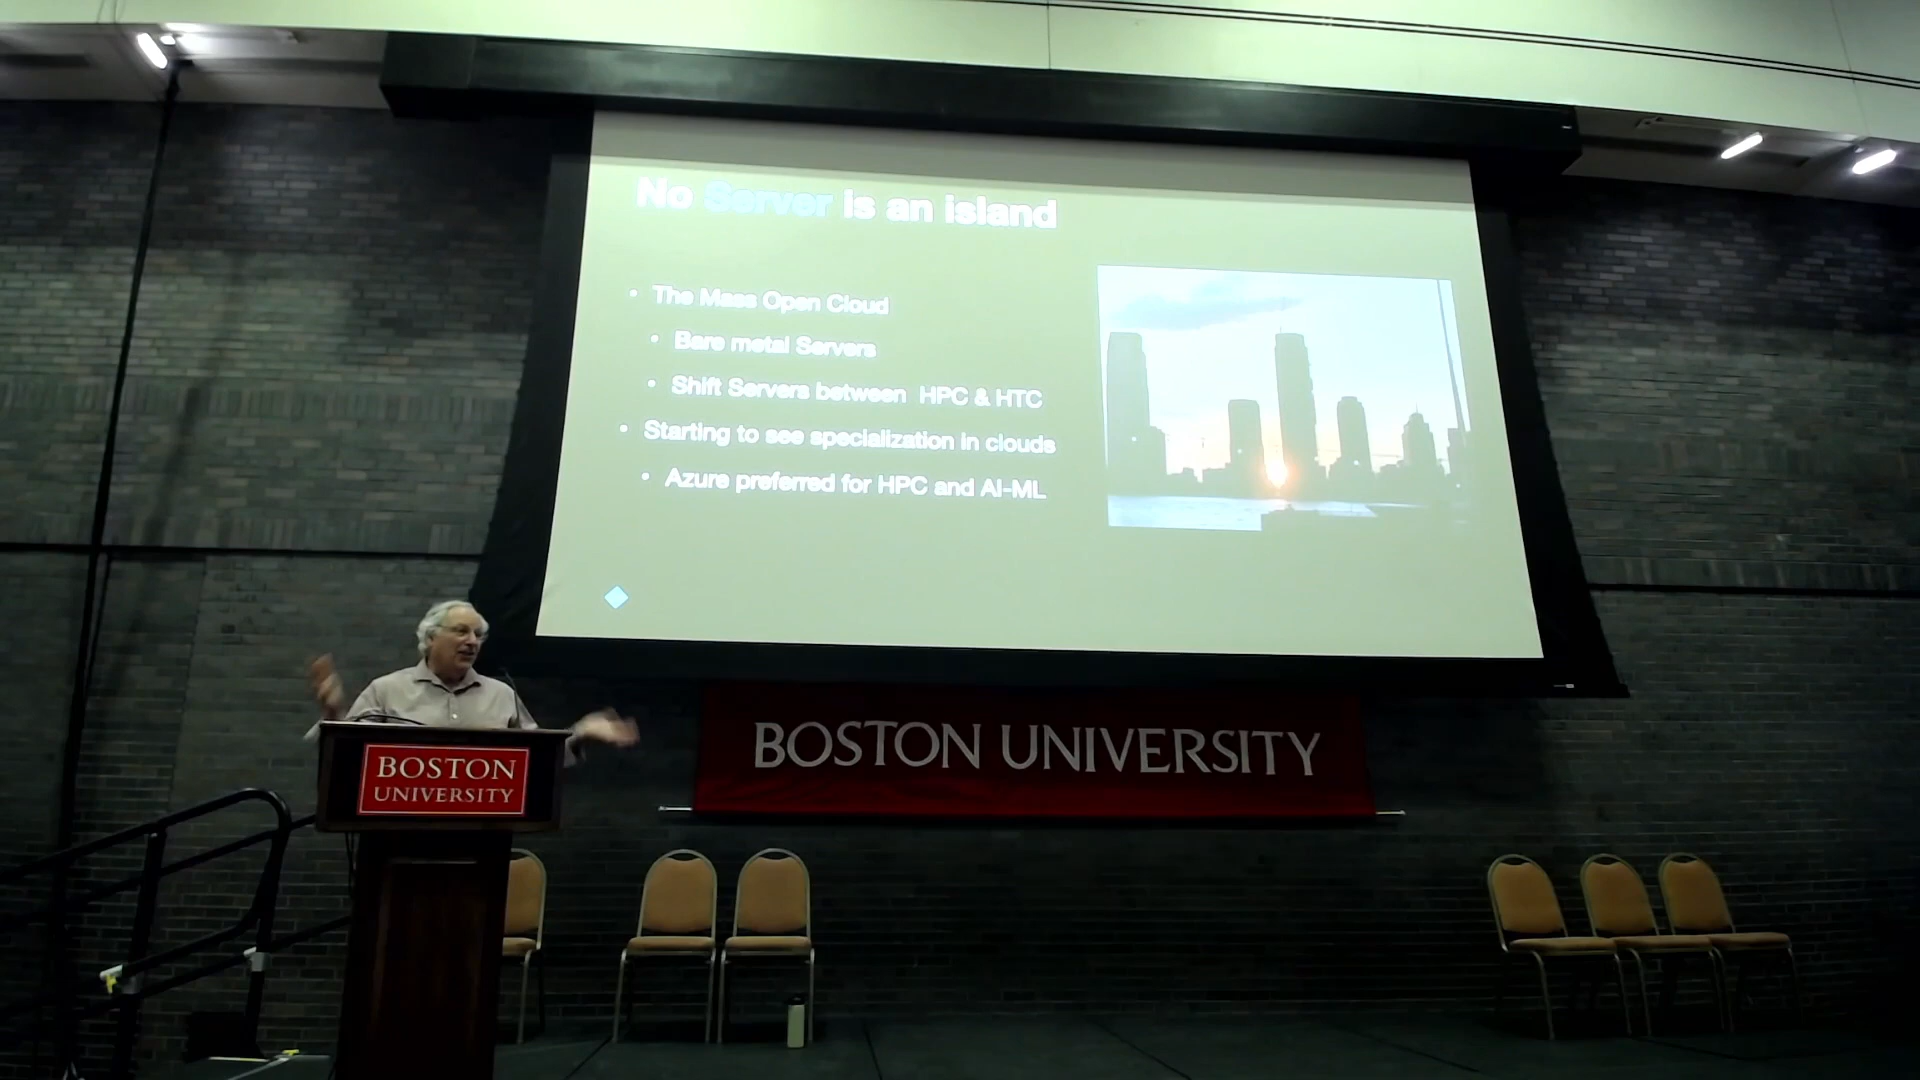 No Server is an island
• The Mass Open Cloud
• Bare metal Servers
• Shift Servers between HPC & HTC
• Starting to see specialization in clouds
• Azure preferred for HPC and AI-ML
BOSTON UNIVERSITY
BOSTON
UNIVERSITY